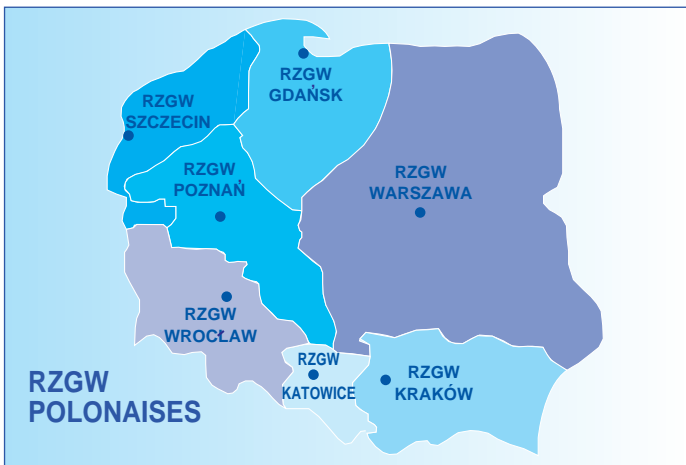 RZGW
GDAŃSK
RZGW
SZCZECIN
RZGW
POZNAŃ
RZGW
WARSZAWA
RZGW
WROCŁAW
RZGW
KATOWICE
RZGW
KRAKÓW
RZGW
POLONAISES